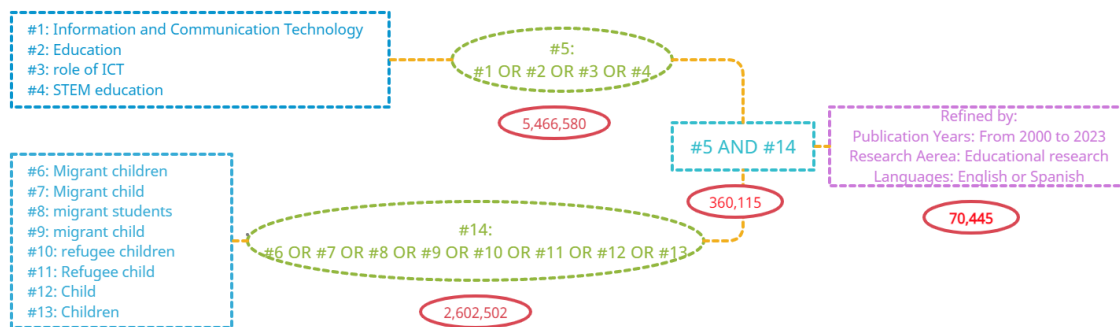 #1: Information and Communication Technology
#2: Education
#3: role of ICT
#4: STEM education
#5:
#1 OR #2 OR #3 OR #4
5,466,580
#6: Migrant children
#7: Migrant child
#8: migrant students
#9: migrant child
#10: refugee children
#11: Refugee child
#12: Child
#13: Children
#14:
#6 OR #7 OR #8 OR #9 OR #10 OR #11 OR #12 OR #13
2,602,502
#5 AND #14
360,115
Refined by:
Publication Years: From 2000 to 2023
Research Aerea: Educational research
Languages: English or Spanish
70,445